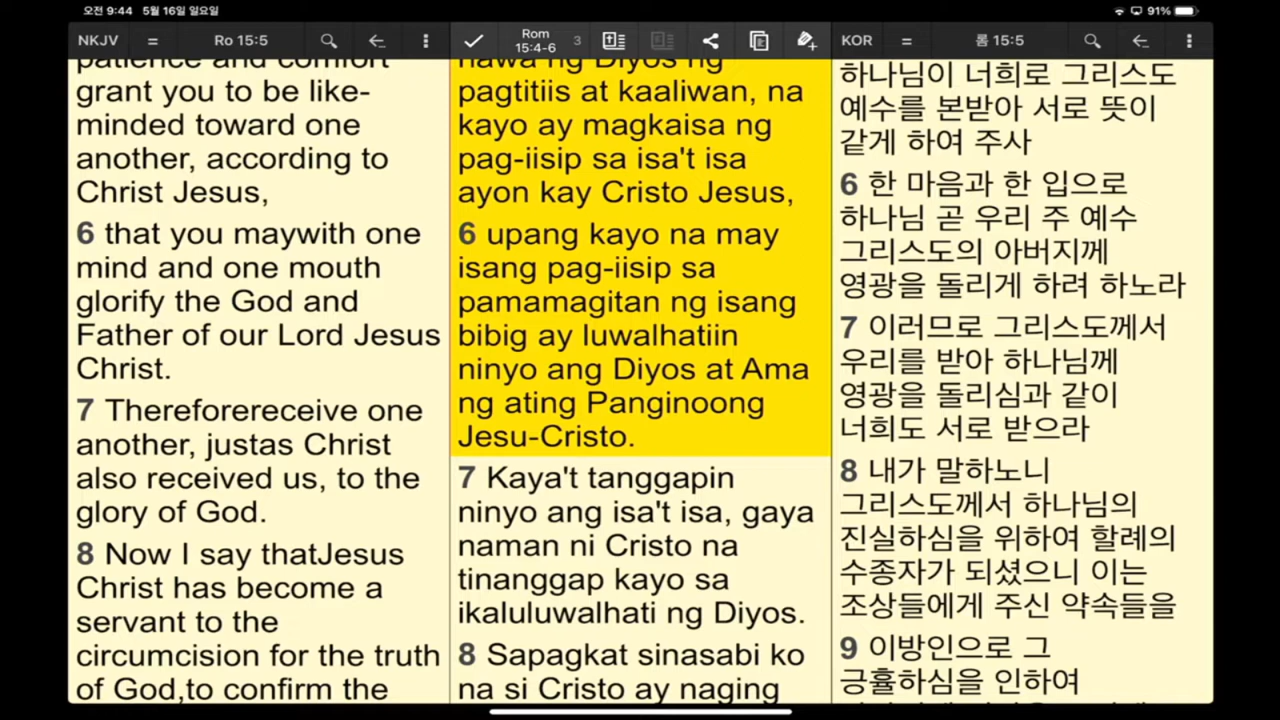 오전 9:44 5월 16일 일요일
91%
NKJV = Ro 15:5
patience and comfort
grant you to be like-
minded toward one
another, according to
Christ Jesus,
6 that you maywith one
mind and one mouth
glorify the God and
Father of our Lord Jesus
Christ.
7 Thereforereceive one
another, justas Christ
also received us, to the
glory of God.
8 Now I say thatJesus
Christ has become a
servant to the
circumcision for the truth
of God,to confirm the
Rom
15:4-6
3
nawa ng Diyos ng
pagtitiis at kaaliwan, na
kayo ay magkaisa ng
pag-iisip sa isa't isa
ayon kay Cristo Jesus,
6 upang kayo na may
isang pag-iisip sa
pamamagitan ng isang
bibig ay luwalhatiin
ninyo ang Diyos at Ama
ng ating Panginoong
Jesu-Cristo.
7 Kaya't tanggapin
ninyo ang isa't isa, gaya
naman ni Cristo na
tinanggap kayo sa
ikaluluwalhati ng Diyos.
8 Sapagkat sinasabi ko
na si Cristo ay naging
KOR = 롬 15:5
하나님이 너희로 그리스도
예수를 본받아 서로 뜻이
같게 하여 주사
6 한 마음과 한 입으로
하나님 곧 우리 주 예수
그리스도의 아버지께
영광을 돌리게 하려 하노라
7 이러므로 그리스도께서
우리를 받아 하나님께
영광을 돌리심과 같이
너희도 서로 받으라
8 내가 말하노니
그리스도께서 하나님의
진실하심을 위하여 할례의
수종자가 되셨으니 이는
조상들에게 주신 약속들을
9 이방인으로 그
긍휼하심을 인하여